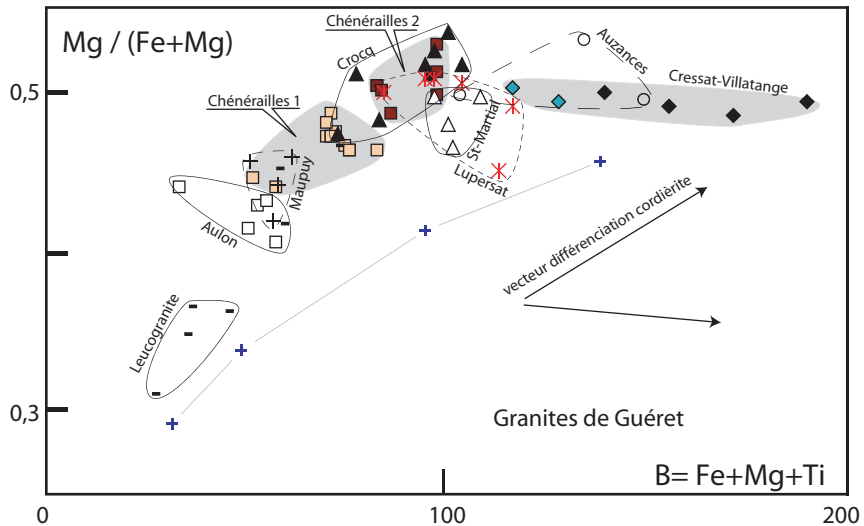 Mg / (Fe+Mg)
Chénérailles 2
Crocq
Auzances
0,5
Cressat-Villatange
Chénérailles 1
St-Martial
Lupersat
Maupuy
Aulon
vecteur différenciation cordièrite
Leucogranite
0,3
Granites de Guéret
B= Fe+Mg+Ti
0
100
200